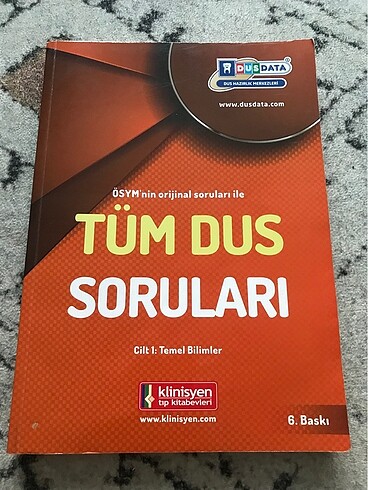 DUSDATA
DUS HAZIRLIK MERKEZLERİ
www.dusdata.com
ÖSYM'nin orijinal soruları ile
TÜM DUS
SORULARI
Cilt 1: Temel Bilimler
klinisyen
tıp kitabevleri
www.klinisyen.com
6. Baskı